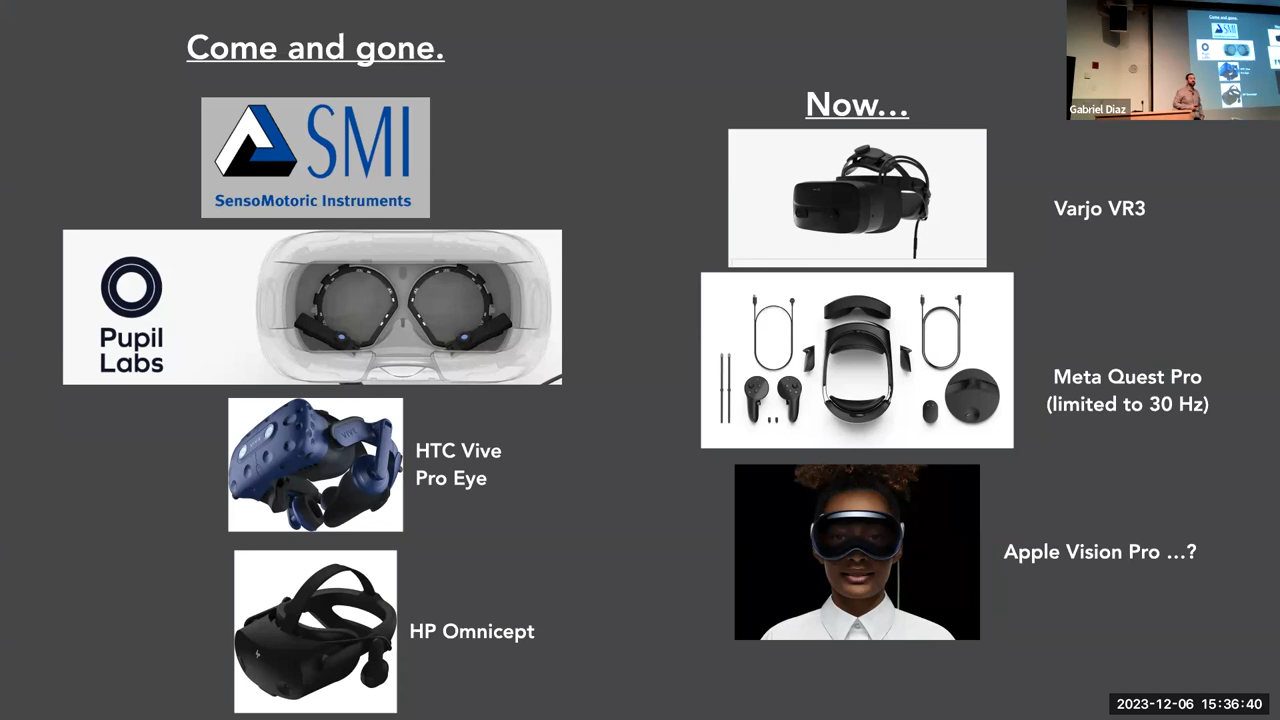 Come and gone.
SMI
SensoMotoric Instruments
Pupil
Labs
HTC Vive
Pro Eye
HP Omnicept
Now...
Varjo VR3
Meta Quest Pro
(limited to 30 Hz)
Apple Vision Pro ...?
Gabriel Diaz
2023-12-06 15:36:40